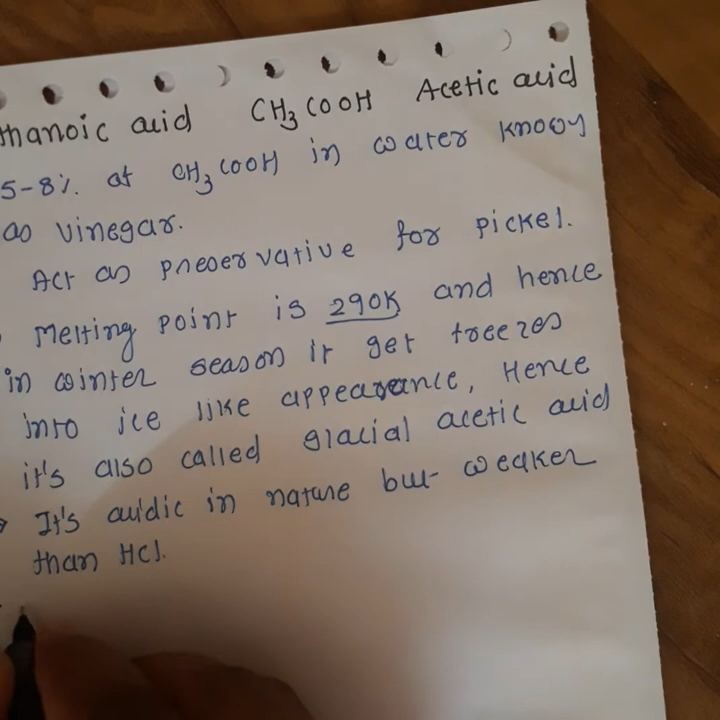 thanoic acid CH3COOH Acetic acid
5-8% of CH3COOH in water know
as vinegar.
Act as preservative for pickel.
Melting point is 290K and hence
in winter season it get freezes
into ice like appearance, Hence
it's also called glacial acetic acid
→ It's acidic in nature but weaker
than HCl.